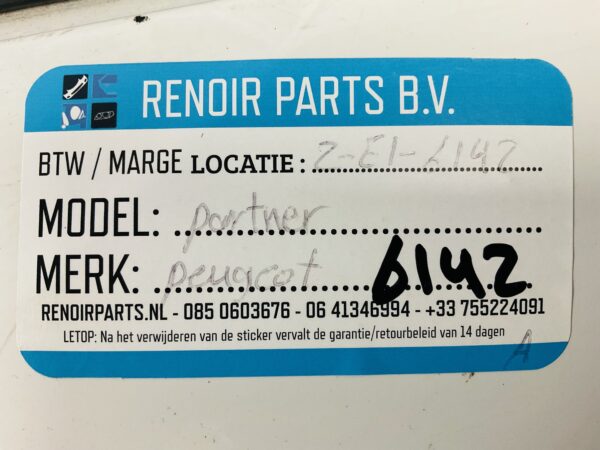 RENOIR PARTS B.V.
BTW / MARGE LOCATIE : 2-E1-6142
MODEL: partner
MERK: peugeot 6142
RENOIRPARTS.NL - 085 0603676 - 06 41346994 - +33 755224091
LETOP: Na het verwijderen van de sticker vervalt de garantie/retourbeleid van 14 dagen
A